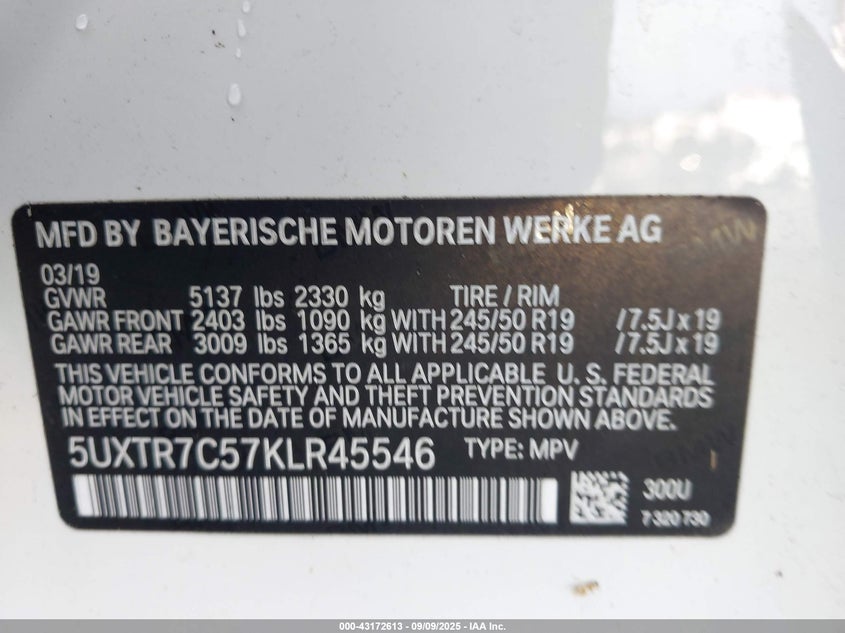 MFD BY BAYERISCHE MOTOREN WERKE AG
03/19
GVWR 5137 lbs 2330 kg TIRE / RIM
GAWR FRONT 2403 lbs 1090 kg WITH 245/50 R19 /7.5J x 19
GAWR REAR 3009 lbs 1365 kg WITH 245/50 R19 /7.5J x 19
THIS VEHICLE CONFORMS TO ALL APPLICABLE U. S. FEDERAL
MOTOR VEHICLE SAFETY AND THEFT PREVENTION STANDARDS
IN EFFECT ON THE DATE OF MANUFACTURE SHOWN ABOVE.
5UXTR7C57KLR45546 TYPE: MPV
300U
7 320 730
000-43172613 - 09/09/2025 - IAA Inc.